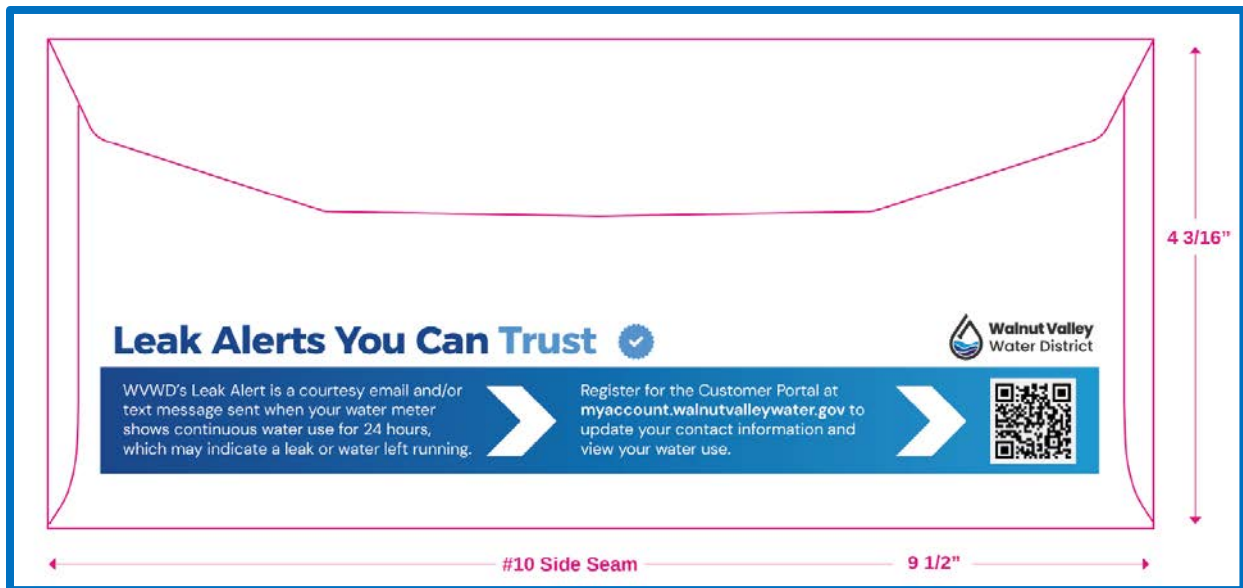 4 3/16”
Leak Alerts You Can Trust
Walnut Valley
Water District
WVWD’s Leak Alert is a courtesy email and/or
text message sent when your water meter
shows continuous water use for 24 hours,
which may indicate a leak or water left running.
Register for the Customer Portal at
myaccount.walnutvalleywater.gov to
update your contact information and
view your water use.
#10 Side Seam
9 1/2”